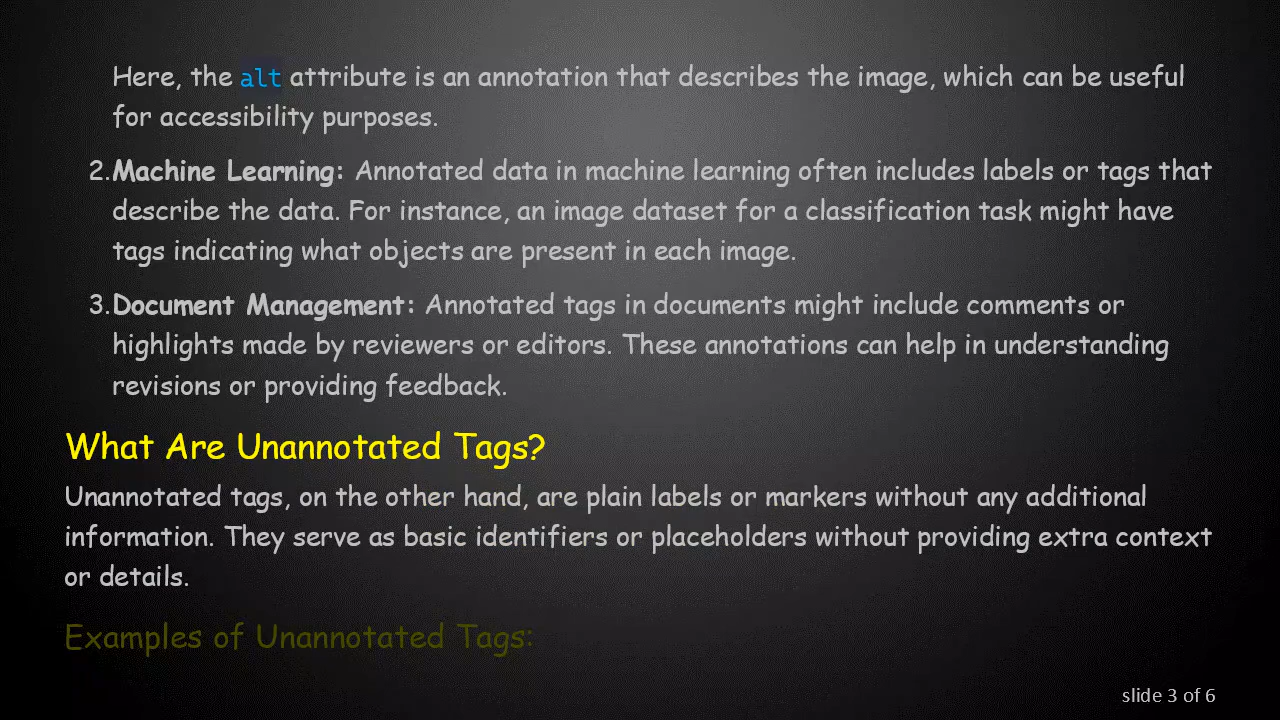 Here, the alt attribute is an annotation that describes the image, which can be useful
for accessibility purposes.
2. Machine Learning: Annotated data in machine learning often includes labels or tags that
describe the data. For instance, an image dataset for a classification task might have
tags indicating what objects are present in each image.
3. Document Management: Annotated tags in documents might include comments or
highlights made by reviewers or editors. These annotations can help in understanding
revisions or providing feedback.
What Are Unannotated Tags?
Unannotated tags, on the other hand, are plain labels or markers without any additional
information. They serve as basic identifiers or placeholders without providing extra context
or details.
Examples of Unannotated Tags:
slide 3 of 6